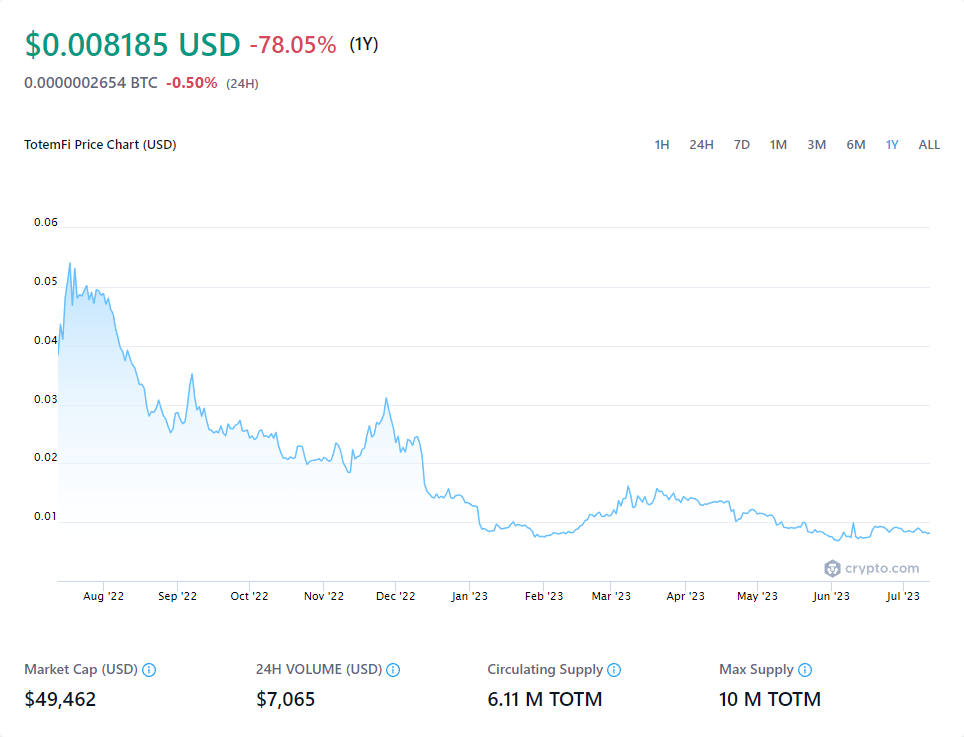 $0.008185 USD -78.05% (1Y)
0.0000002654 BTC -0.50% (24H)
TotemFi Price Chart (USD) 1H 24H 7D 1M 3M 6M 1Y ALL
0.06
0.05
0.04
0.03
0.02
0.01
crypto.com
Aug '22 Sep '22 Oct '22 Nov '22 Dec '22 Jan '23 Feb '23 Mar '23 Apr '23 May '23 Jun '23 Jul '23
Market Cap (USD) 24H VOLUME (USD) Circulating Supply Max Supply
$49,462 $7,065 6.11 M TOTM 10 M TOTM